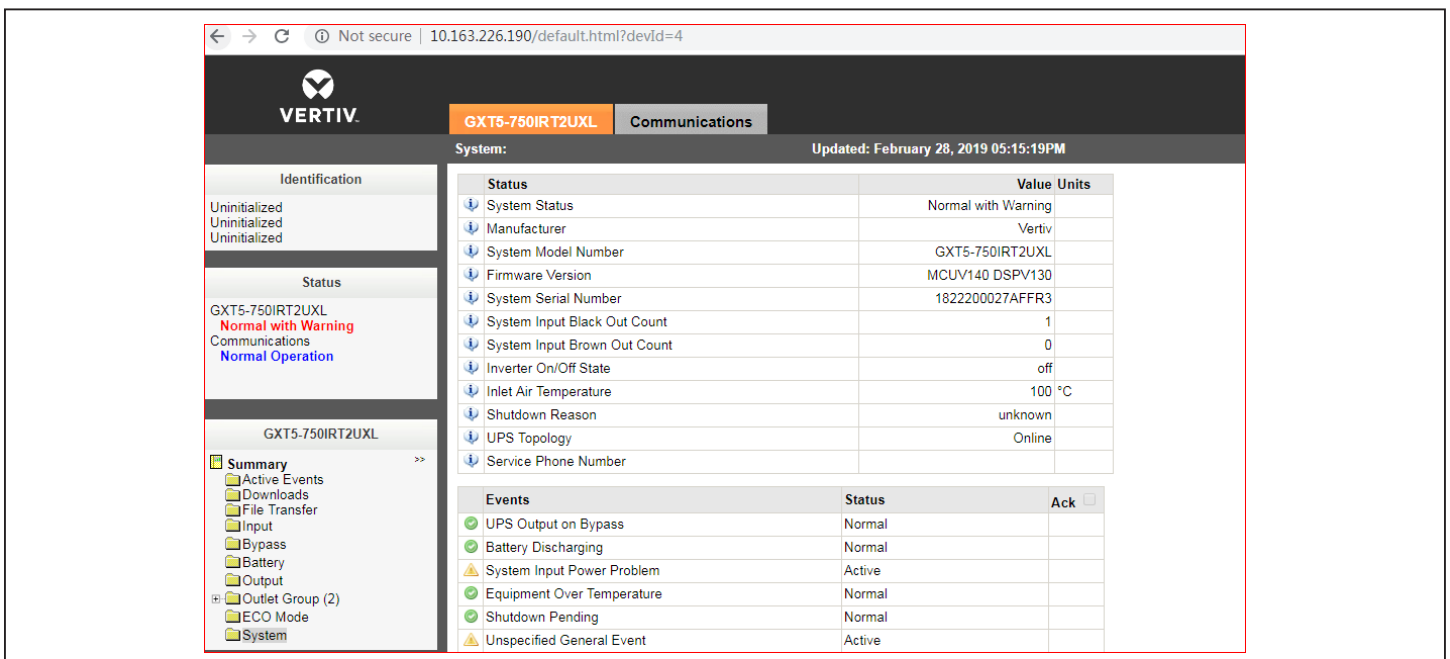 Not secure | 10.163.226.190/default.html?devId=4
VERTIV.
GXT5-750IRT2UXL Communications
System: Updated: February 28, 2019 05:15:19PM
Identification
Uninitialized
Uninitialized
Uninitialized
Status
GXT5-750IRT2UXL
Normal with Warning
Communications
Normal Operation
GXT5-750IRT2UXL
Summary >>
Active Events
Downloads
File Transfer
Input
Bypass
Battery
Output
Outlet Group (2)
ECO Mode
System
Status Value Units
System Status Normal with Warning
Manufacturer Vertiv
System Model Number GXT5-750IRT2UXL
Firmware Version MCUV140 DSPV130
System Serial Number 1822200027AFFR3
System Input Black Out Count 1
System Input Brown Out Count 0
Inverter On/Off State off
Inlet Air Temperature 100 °C
Shutdown Reason unknown
UPS Topology Online
Service Phone Number
Events Status Ack
UPS Output on Bypass Normal
Battery Discharging Normal
System Input Power Problem Active
Equipment Over Temperature Normal
Shutdown Pending Normal
Unspecified General Event Active